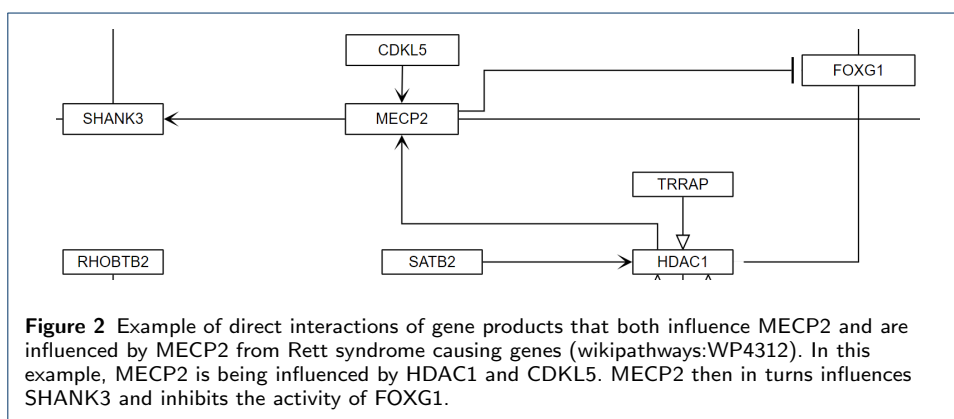 CDKL5
FOXG1
SHANK3
MECP2
TRRAP
RHOBTB2
SATB2
HDAC1
Figure 2 Example of direct interactions of gene products that both influence MECP2 and are
influenced by MECP2 from Rett syndrome causing genes (wikipathways:WP4312). In this
example, MECP2 is being influenced by HDAC1 and CDKL5. MECP2 then in turns influences
SHANK3 and inhibits the activity of FOXG1.